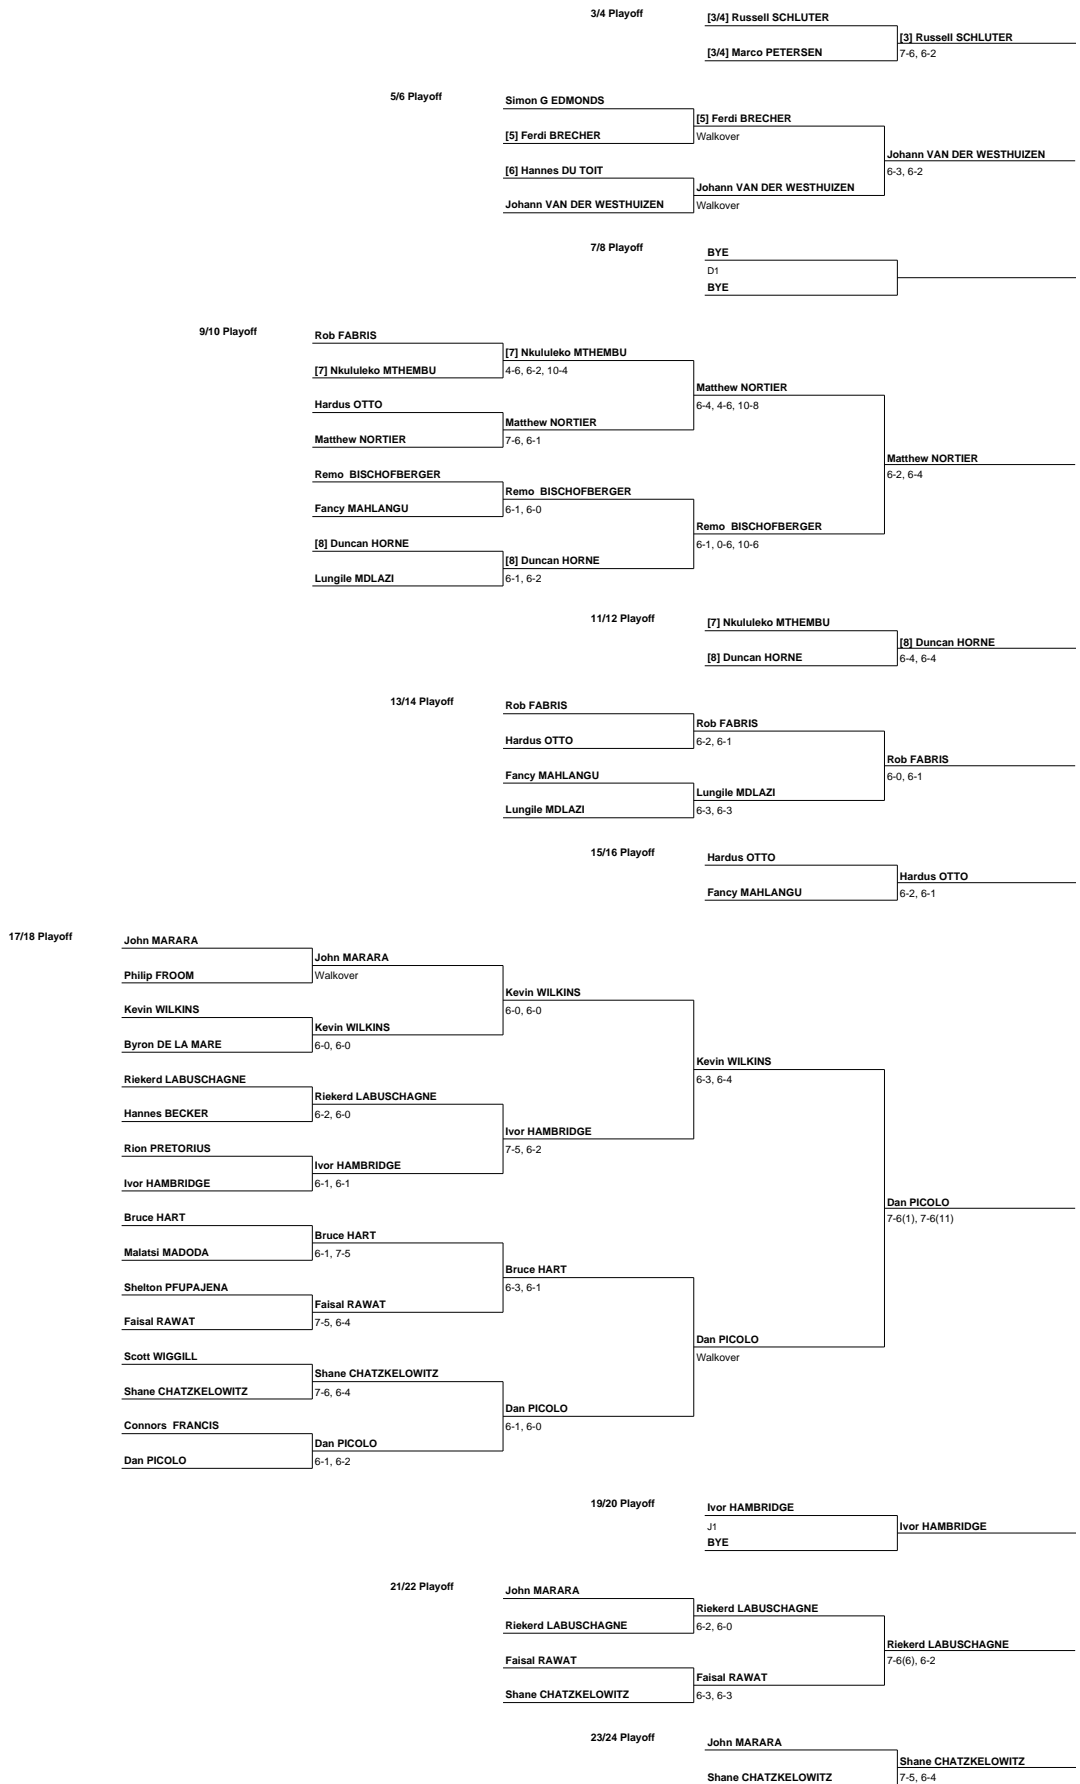 3/4 Playoff
[3/4] Russell SCHLUTER
[3] Russell SCHLUTER
[3/4] Marco PETERSEN
7-6, 6-2
5/6 Playoff
Simon G EDMONDS
[5] Ferdi BRECHER
[5] Ferdi BRECHER
Walkover
Johann VAN DER WESTHUIZEN
6-3, 6-2
[6] Hannes DU TOIT
Johann VAN DER WESTHUIZEN
Johann VAN DER WESTHUIZEN
Walkover
7/8 Playoff
BYE
D1
BYE
9/10 Playoff
Rob FABRIS
[7] Nkululeko MTHEMBU
[7] Nkululeko MTHEMBU
4-6, 6-2, 10-4
Matthew NORTIER
6-4, 4-6, 10-8
Hardus OTTO
Matthew NORTIER
Matthew NORTIER
7-6, 6-1
Matthew NORTIER
6-2, 6-4
Remo BISCHOFBERGER
Remo BISCHOFBERGER
Fancy MAHLANGU
6-1, 6-0
Remo BISCHOFBERGER
6-1, 0-6, 10-6
[8] Duncan HORNE
[8] Duncan HORNE
Lungile MDLAZI
6-1, 6-2
11/12 Playoff
[7] Nkululeko MTHEMBU
[8] Duncan HORNE
[8] Duncan HORNE
6-4, 6-4
13/14 Playoff
Rob FABRIS
Rob FABRIS
Hardus OTTO
6-2, 6-1
Rob FABRIS
6-0, 6-1
Fancy MAHLANGU
Lungile MDLAZI
Lungile MDLAZI
6-3, 6-3
15/16 Playoff
Hardus OTTO
Hardus OTTO
Fancy MAHLANGU
6-2, 6-1
17/18 Playoff
John MARARA
John MARARA
Philip FROOM
Walkover
Kevin WILKINS
6-0, 6-0
Kevin WILKINS
Kevin WILKINS
Byron DE LA MARE
6-0, 6-0
Kevin WILKINS
6-3, 6-4
Riekerd LABUSCHAGNE
Riekerd LABUSCHAGNE
Hannes BECKER
6-2, 6-0
Ivor HAMBRIDGE
7-5, 6-2
Rion PRETORIUS
Ivor HAMBRIDGE
Ivor HAMBRIDGE
6-1, 6-1
Dan PICOLO
7-6(1), 7-6(11)
Bruce HART
Bruce HART
Malatsi MADODA
6-1, 7-5
Bruce HART
6-3, 6-1
Shelton PFUPAJENA
Faisal RAWAT
Faisal RAWAT
7-5, 6-4
Dan PICOLO
Walkover
Scott WIGGILL
Shane CHATZKELOWITZ
Shane CHATZKELOWITZ
7-6, 6-4
Dan PICOLO
6-1, 6-0
Connors FRANCIS
Dan PICOLO
Dan PICOLO
6-1, 6-2
19/20 Playoff
Ivor HAMBRIDGE
J1
Ivor HAMBRIDGE
BYE
21/22 Playoff
John MARARA
Riekerd LABUSCHAGNE
Riekerd LABUSCHAGNE
6-2, 6-0
Riekerd LABUSCHAGNE
7-6(6), 6-2
Faisal RAWAT
Faisal RAWAT
Shane CHATZKELOWITZ
6-3, 6-3
23/24 Playoff
John MARARA
Shane CHATZKELOWITZ
Shane CHATZKELOWITZ
7-5, 6-4